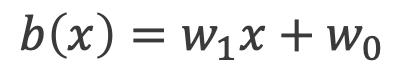 b(x) = w₁x + w₀